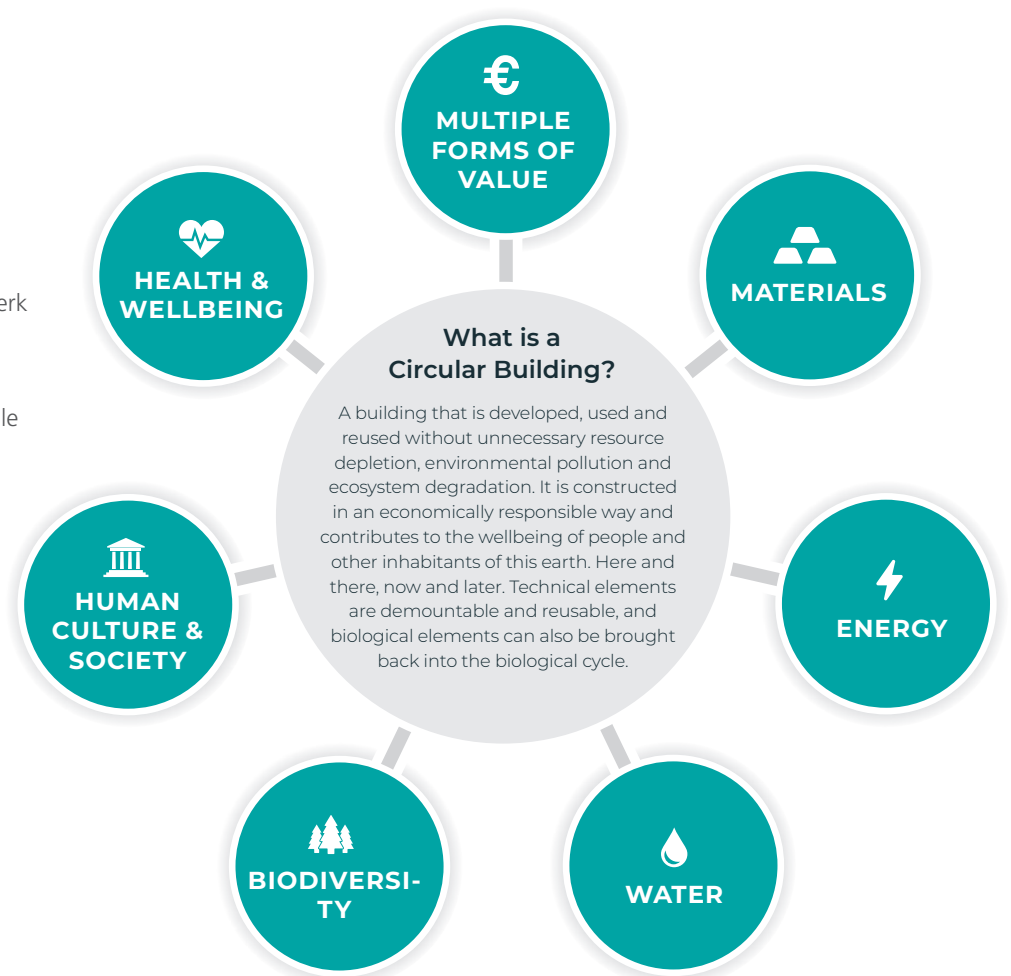 €
MULTIPLE
FORMS OF
VALUE
HEALTH &
WELLBEING
MATERIALS
erk
le
What is a
Circular Building?
A building that is developed, used and
reused without unnecessary resource
depletion, environmental pollution and
ecosystem degradation. It is constructed
in an economically responsible way and
contributes to the wellbeing of people and
other inhabitants of this earth. Here and
there, now and later. Technical elements
are demountable and reusable, and
biological elements can also be brought
back into the biological cycle.
HUMAN
CULTURE &
SOCIETY
ENERGY
BIODIVERSI-
TY
WATER